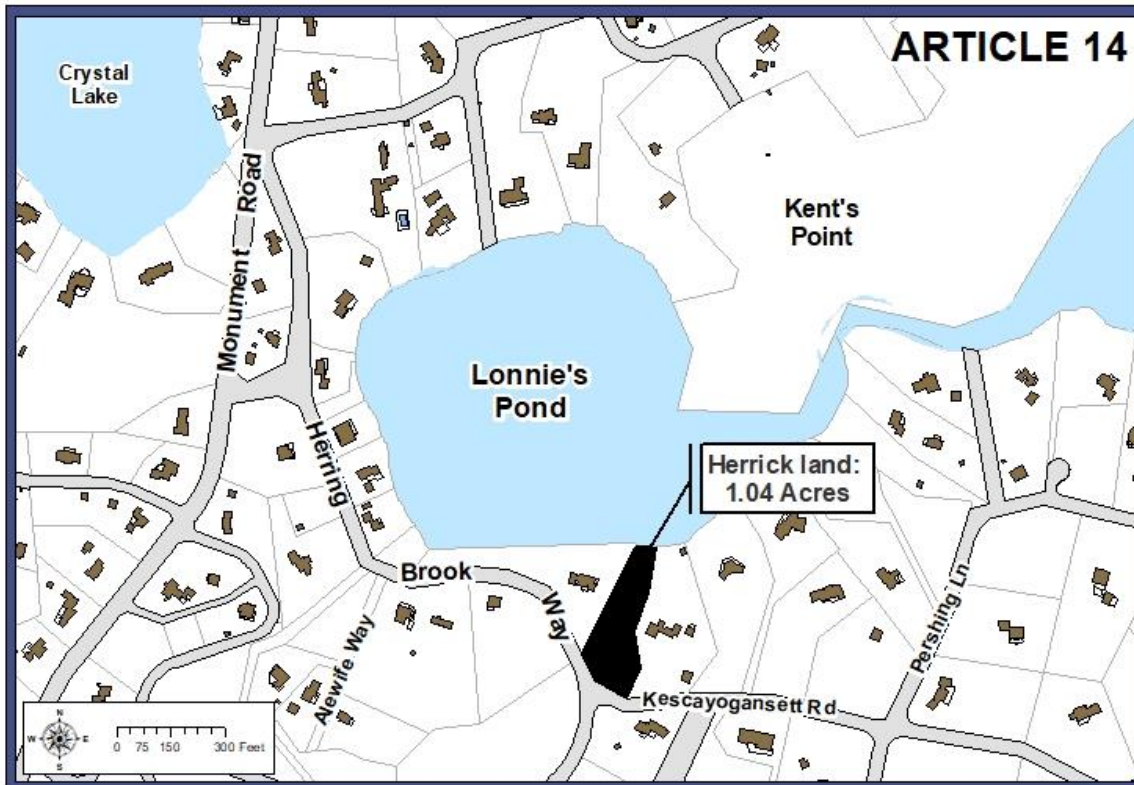 ARTICLE 14
Crystal
Lake
Monument Road
Kent's
Point
Lonnie's
Pond
Herring Brook Way
Herrick land:
1.04 Acres
Pershing Ln
Alewife Way
Kescayogansett Rd
N
W E
S
0 75 150 300 Feet